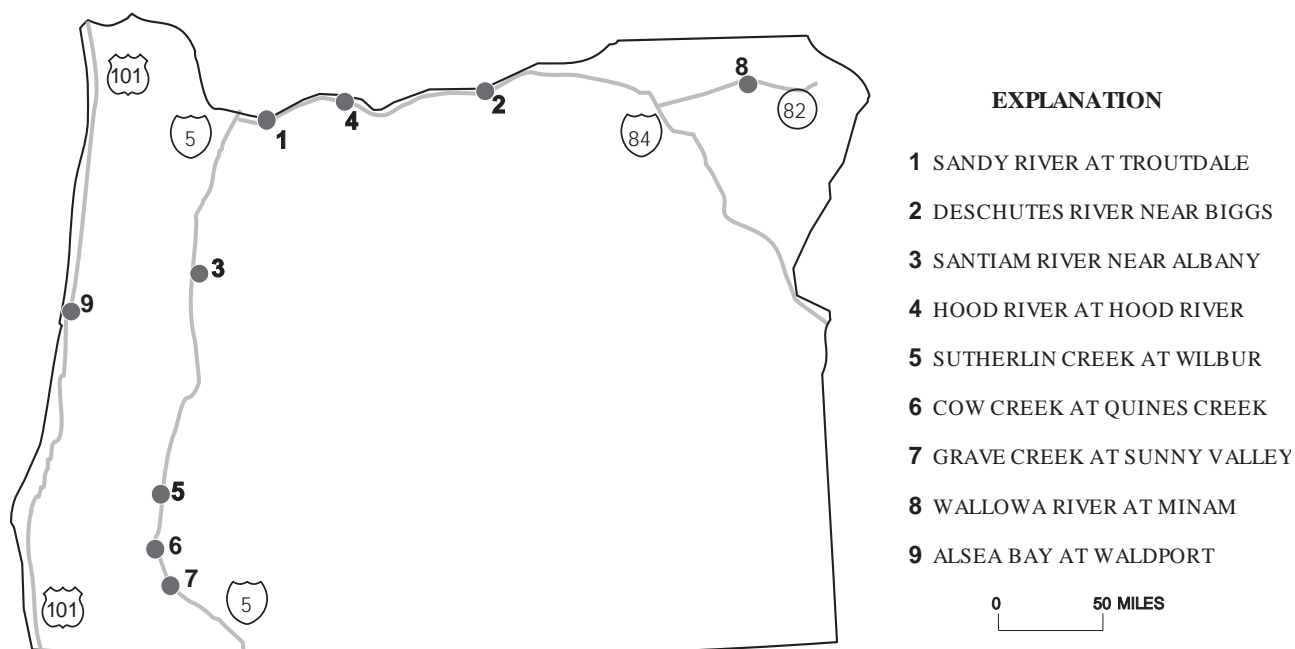 101
5
1
4
2
8
84
82
3
9
5
6
7
5
101
EXPLANATION
1 SANDY RIVER AT TROUTDALE
2 DESCHUTES RIVER NEAR BIGGS
3 SANTIAM RIVER NEAR ALBANY
4 HOOD RIVER AT HOOD RIVER
5 SUTHERLIN CREEK AT WILBUR
6 COW CREEK AT QUINES CREEK
7 GRAVE CREEK AT SUNNY VALLEY
8 WALLOWA RIVER AT MINAM
9 ALSEA BAY AT WALDPORT
0 50 MILES